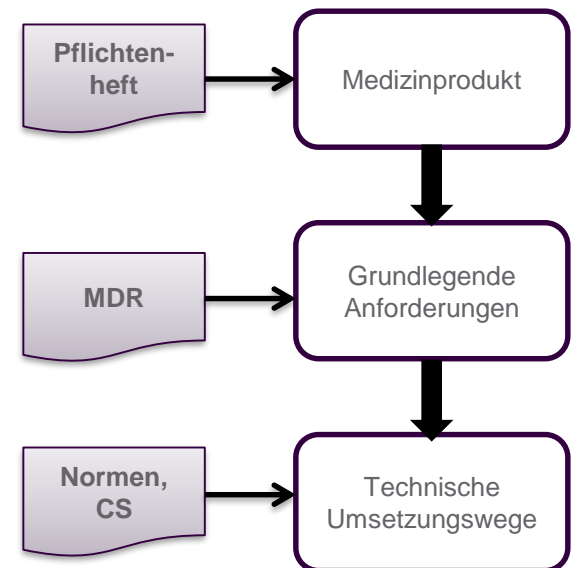 Pflichten-
heft
Medizinprodukt
MDR
Grundlegende
Anforderungen
Normen,
CS
Technische
Umsetzungswege